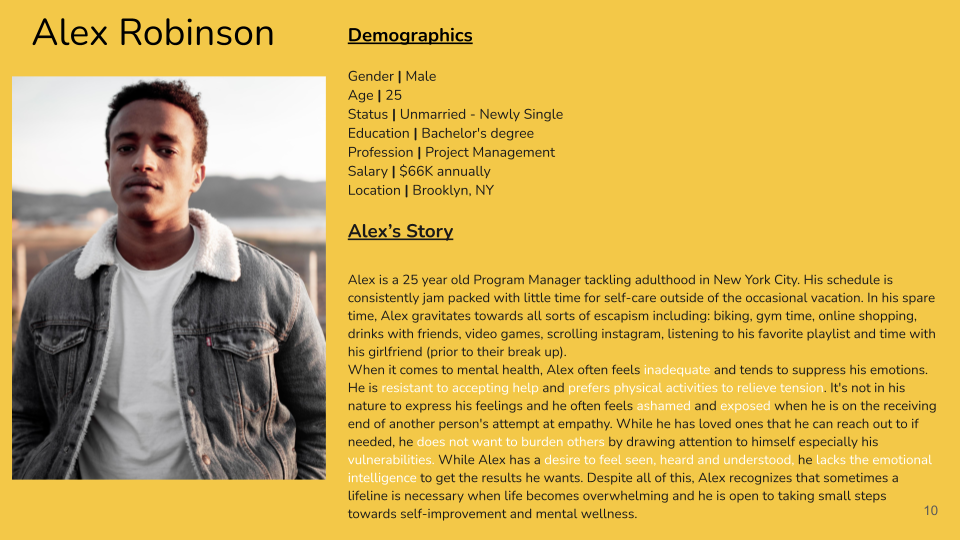 Alex Robinson
Demographics
Gender | Male
Age | 25
Status | Unmarried - Newly Single
Education | Bachelor's degree
Profession | Project Management
Salary | $66K annually
Location | Brooklyn, NY
Alex’s Story
Alex is a 25 year old Program Manager tackling adulthood in New York City. His schedule is
consistently jam packed with little time for self-care outside of the occasional vacation. In his spare
time, Alex gravitates towards all sorts of escapism including: biking, gym time, online shopping,
drinks with friends, video games, scrolling instagram, listening to his favorite playlist and time with
his girlfriend (prior to their break up).
When it comes to mental health, Alex often feels inadequate and tends to suppress his emotions.
He is resistant to accepting help and prefers physical activities to relieve tension. It's not in his
nature to express his feelings and he often feels ashamed and exposed when he is on the receiving
end of another person's attempt at empathy. While he has loved ones that he can reach out to if
needed, he does not want to burden others by drawing attention to himself especially his
vulnerabilities. While Alex has a desire to feel seen, heard and understood, he lacks the emotional
intelligence to get the results he wants. Despite all of this, Alex recognizes that sometimes a
lifeline is necessary when life becomes overwhelming and he is open to taking small steps
towards self-improvement and mental wellness.
10